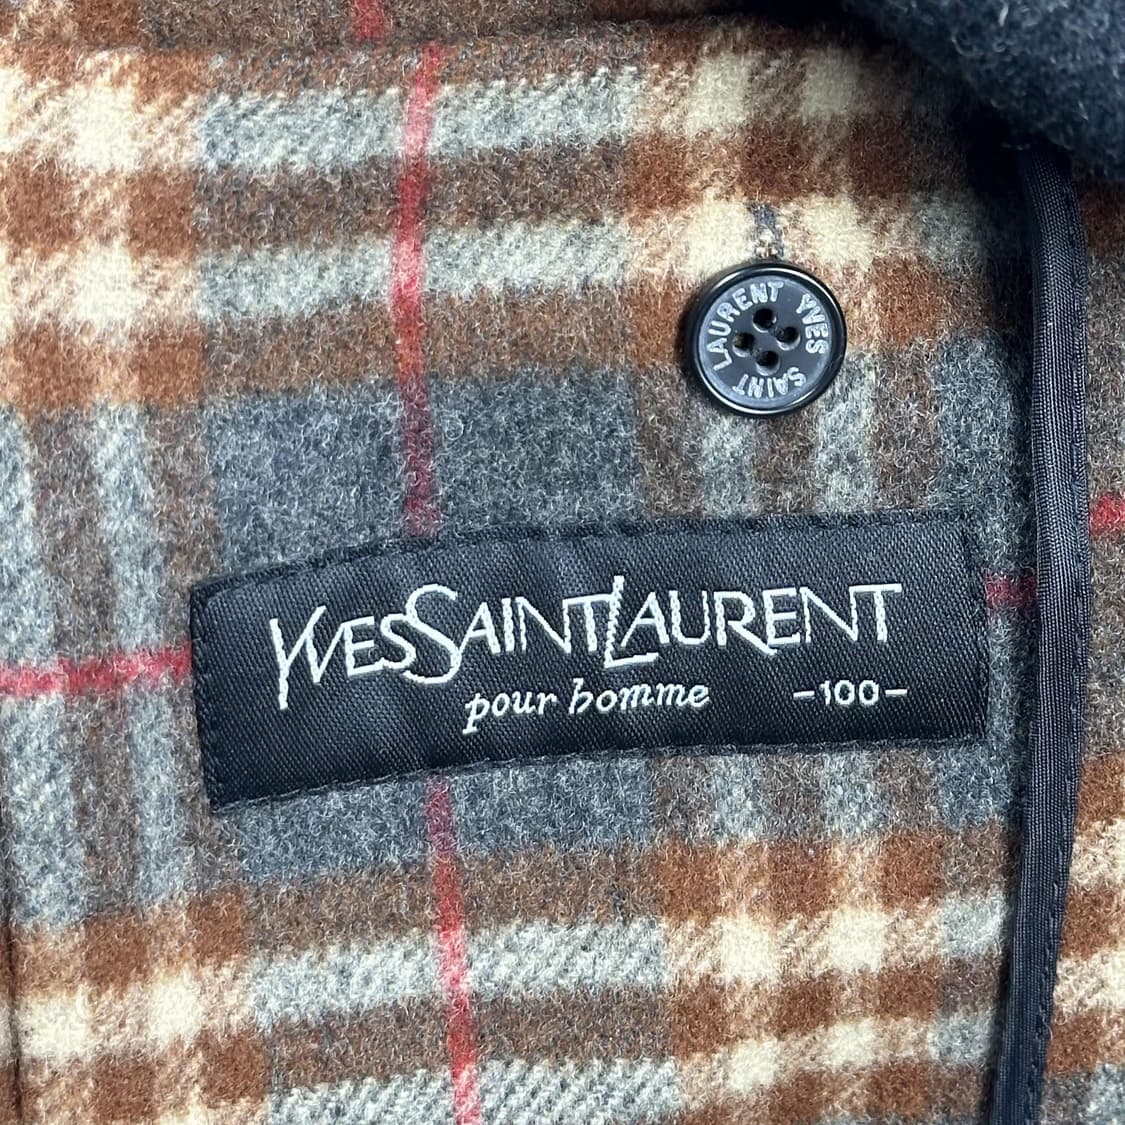 YVES SAINT LAURENT
YVESSAINTLAURENT
pour homme -100-